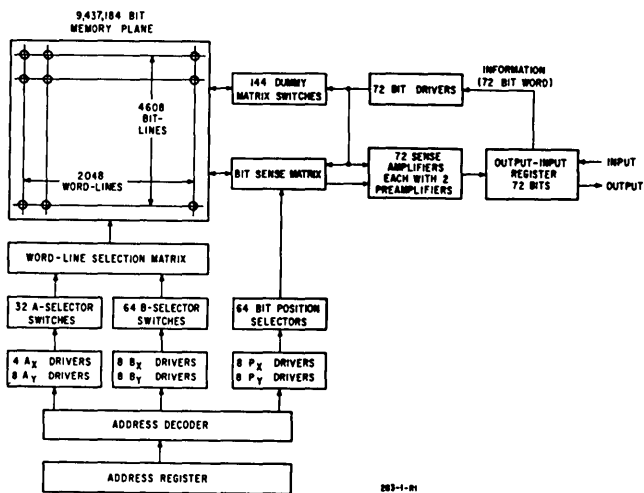 9,437,184 BIT
MEMORY PLANE
4608
BIT-
LINES
2048
WORD-LINES
144 DUMMY
MATRIX SWITCHES
72 BIT DRIVERS
INFORMATION
(72 BIT WORD)
BIT SENSE MATRIX
72 SENSE
AMPLIFIERS
EACH WITH 2
PREAMPLIFIERS
OUTPUT-INPUT
REGISTER
72 BITS
INPUT
OUTPUT
WORD-LINE SELECTION MATRIX
32 A-SELECTOR
SWITCHES
64 B-SELECTOR
SWITCHES
64 BIT POSITION
SELECTORS
4 AX DRIVERS
8 AY DRIVERS
8 BX DRIVERS
8 BY DRIVERS
8 PX DRIVERS
8 PY DRIVERS
ADDRESS DECODER
ADDRESS REGISTER
203-1-R1